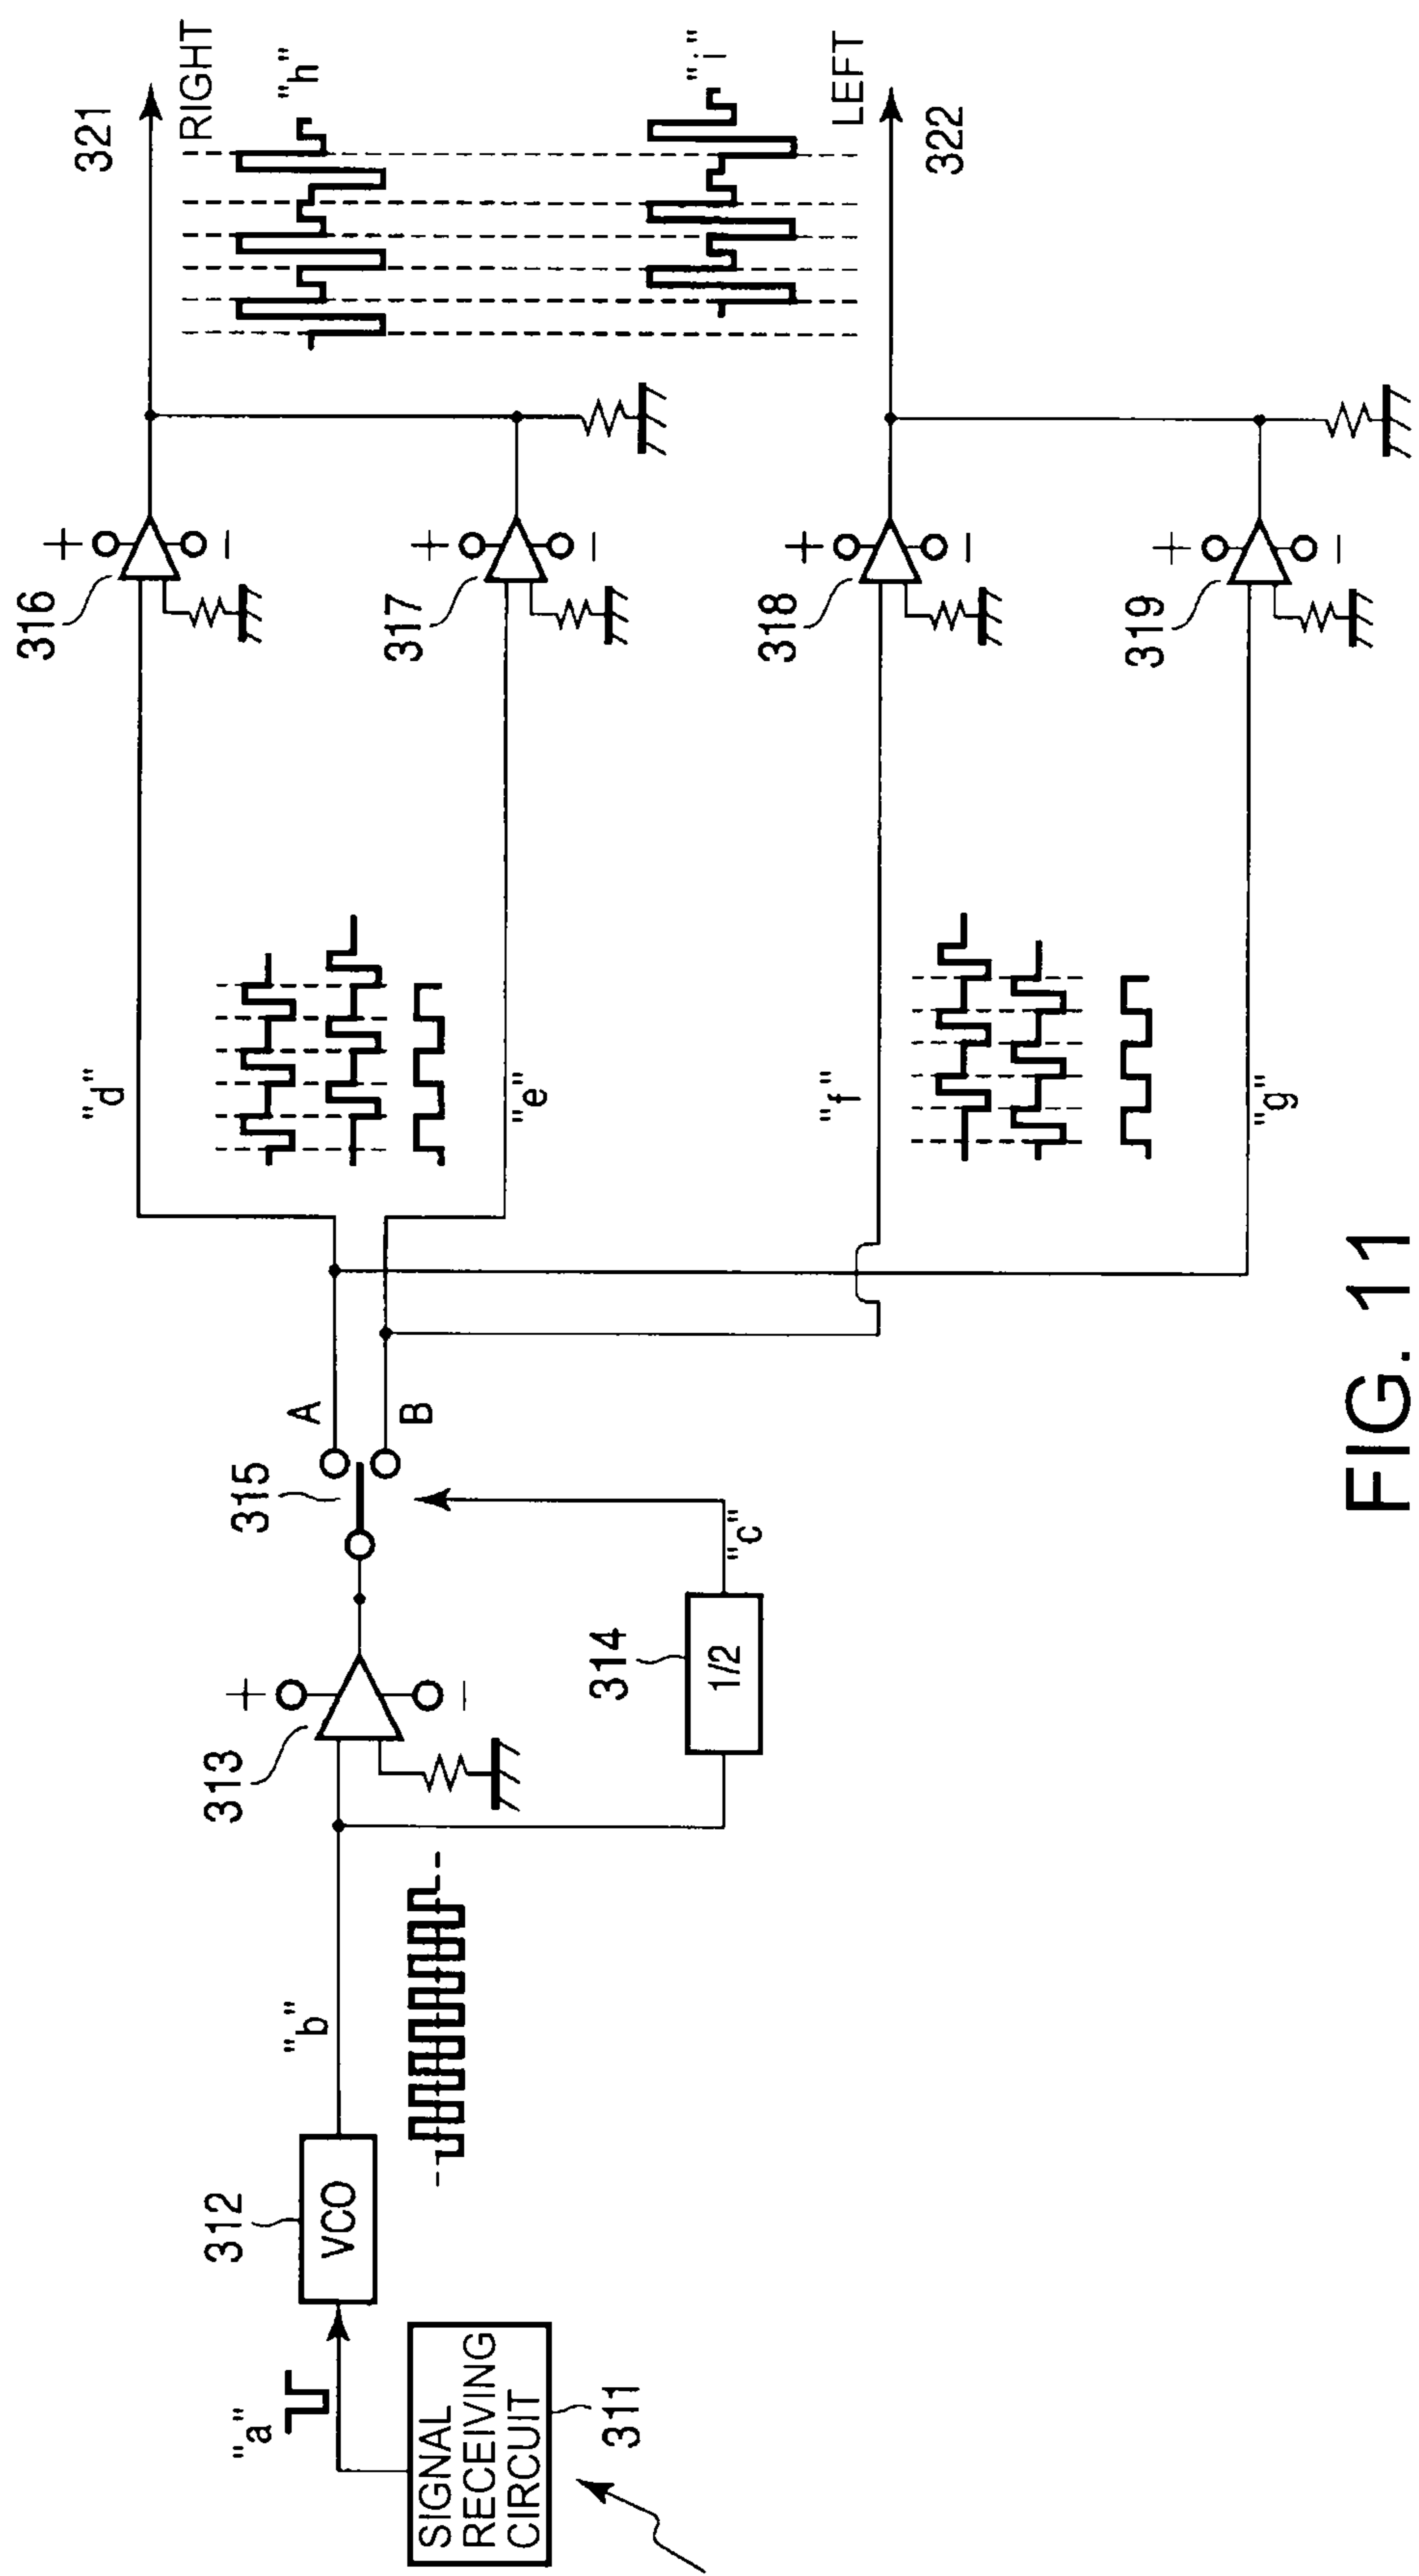 SIGNAL
RECEIVING
CIRCUIT
311
"a"
312
VCO
"b"
313
+
−
314
1/2
"c"
315
A
B
"d"
"e"
"f"
"g"
316
+
−
317
+
−
318
+
−
319
+
−
321
RIGHT
"h"
"i"
LEFT
322
FIG. 11